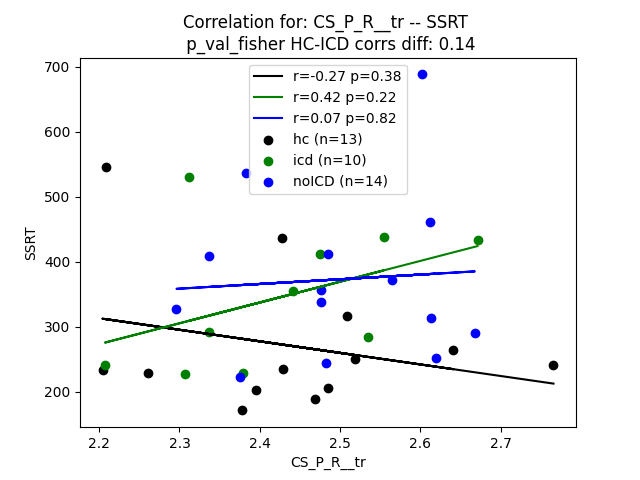 Correlation for: CS_P_R__tr -- SSRT
p_val_fisher HC-ICD corrs diff: 0.14
700
600
500
400
300
200
SSRT
r=-0.27 p=0.38
r=0.42 p=0.22
r=0.07 p=0.82
hc (n=13)
icd (n=10)
noICD (n=14)
2.2 2.3 2.4 2.5 2.6 2.7
CS_P_R__tr